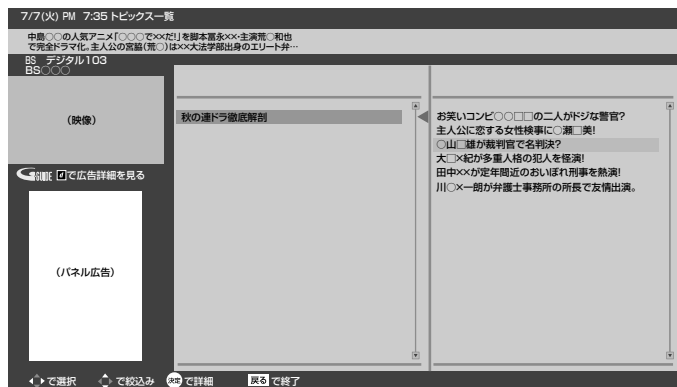 7/7(火) PM 7:35 トピックス一覧
中島○○の人気アニメ「○○○で××だ!」を脚本富永××・主演荒○和也
で完全ドラマ化。主人公の宮脇(荒○)は××大法学部出身のエリート弁…
BS デジタル103
BS○○○
(映像)
GGUIDE dで広告詳細を見る
(パネル広告)
秋の連ドラ徹底解剖
お笑いコンビ○○□□の二人がドジな警官?
主人公に恋する女性検事に○瀬□美!
○山□雄が裁判官で名判決?
大□×紀が多重人格の犯人を怪演!
田中××が定年間近のおいぼれ刑事を熱演!
川○×一朗が弁護士事務所の所長で友情出演。
で選択 で絞込み 決定 で詳細 戻る で終了